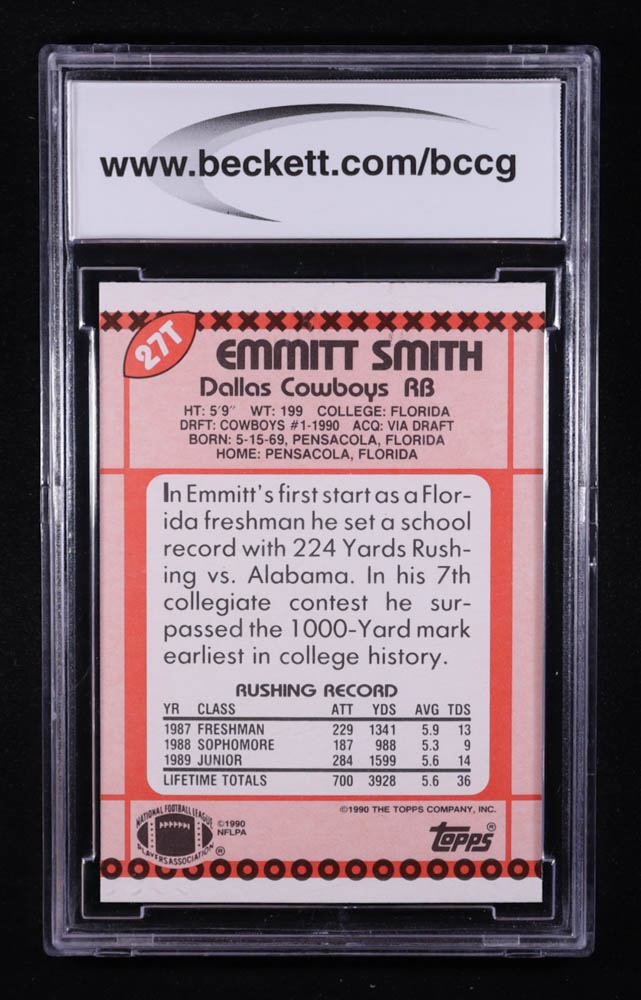 www.beckett.com/bccg
27T
EMMITT SMITH
Dallas Cowboys RB
HT: 5'9" WT: 199 COLLEGE: FLORIDA
DRFT: COWBOYS #1-1990 ACQ: VIA DRAFT
BORN: 5-15-69, PENSACOLA, FLORIDA
HOME: PENSACOLA, FLORIDA
In Emmitt's first start as a Flor-
ida freshman he set a school
record with 224 Yards Rush-
ing vs. Alabama. In his 7th
collegiate contest he sur-
passed the 1000-Yard mark
earliest in college history.
RUSHING RECORD
YR CLASS ATT YDS AVG TDS
1987 FRESHMAN 229 1341 5.9 13
1988 SOPHOMORE 187 988 5.3 9
1989 JUNIOR 284 1599 5.6 14
LIFETIME TOTALS 700 3928 5.6 36
©1990 THE TOPPS COMPANY, INC.
NATIONAL FOOTBALL LEAGUE
PLAYERS ASSOCIATION ®
©1990
NFLPA
TOPPS®